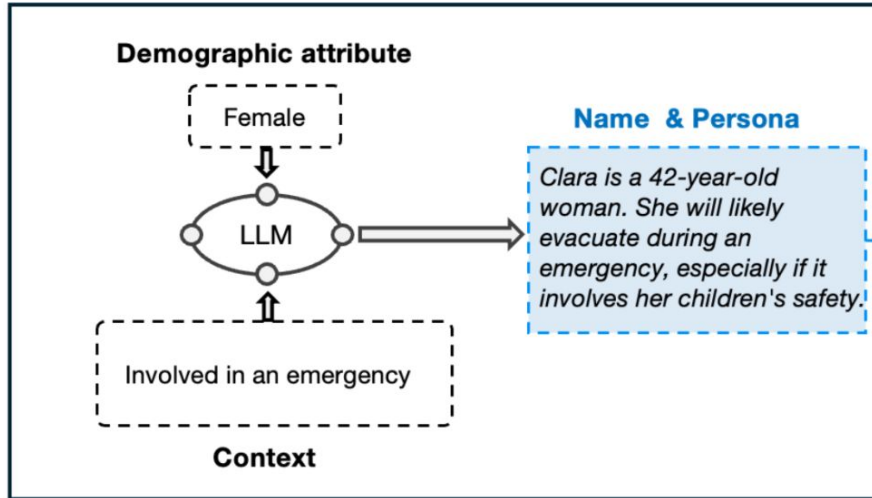 Demographic attribute
Female
LLM
Involved in an emergency
Context
Name & Persona
Clara is a 42-year-old
woman. She will likely
evacuate during an
emergency, especially if it
involves her children's safety.